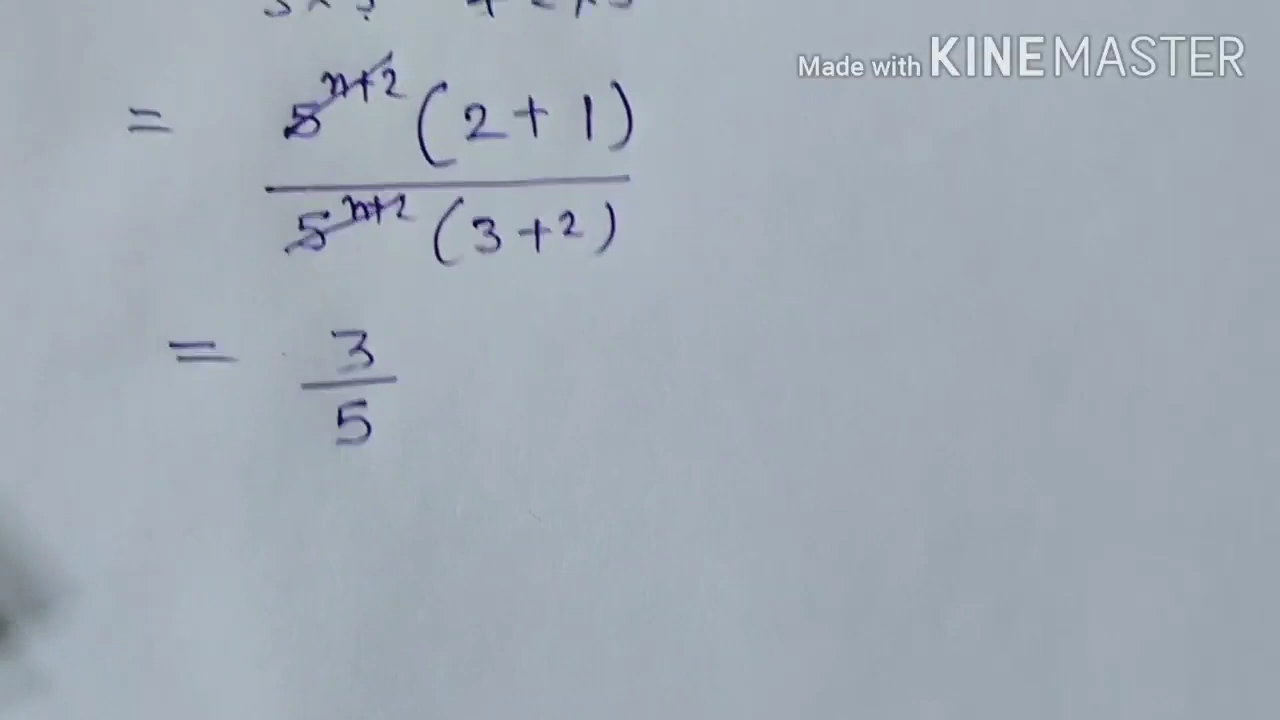 Made with KINEMASTER
= 5^{n+2} (2 + 1)
5^{n+2} (3 + 2)
= 3
5